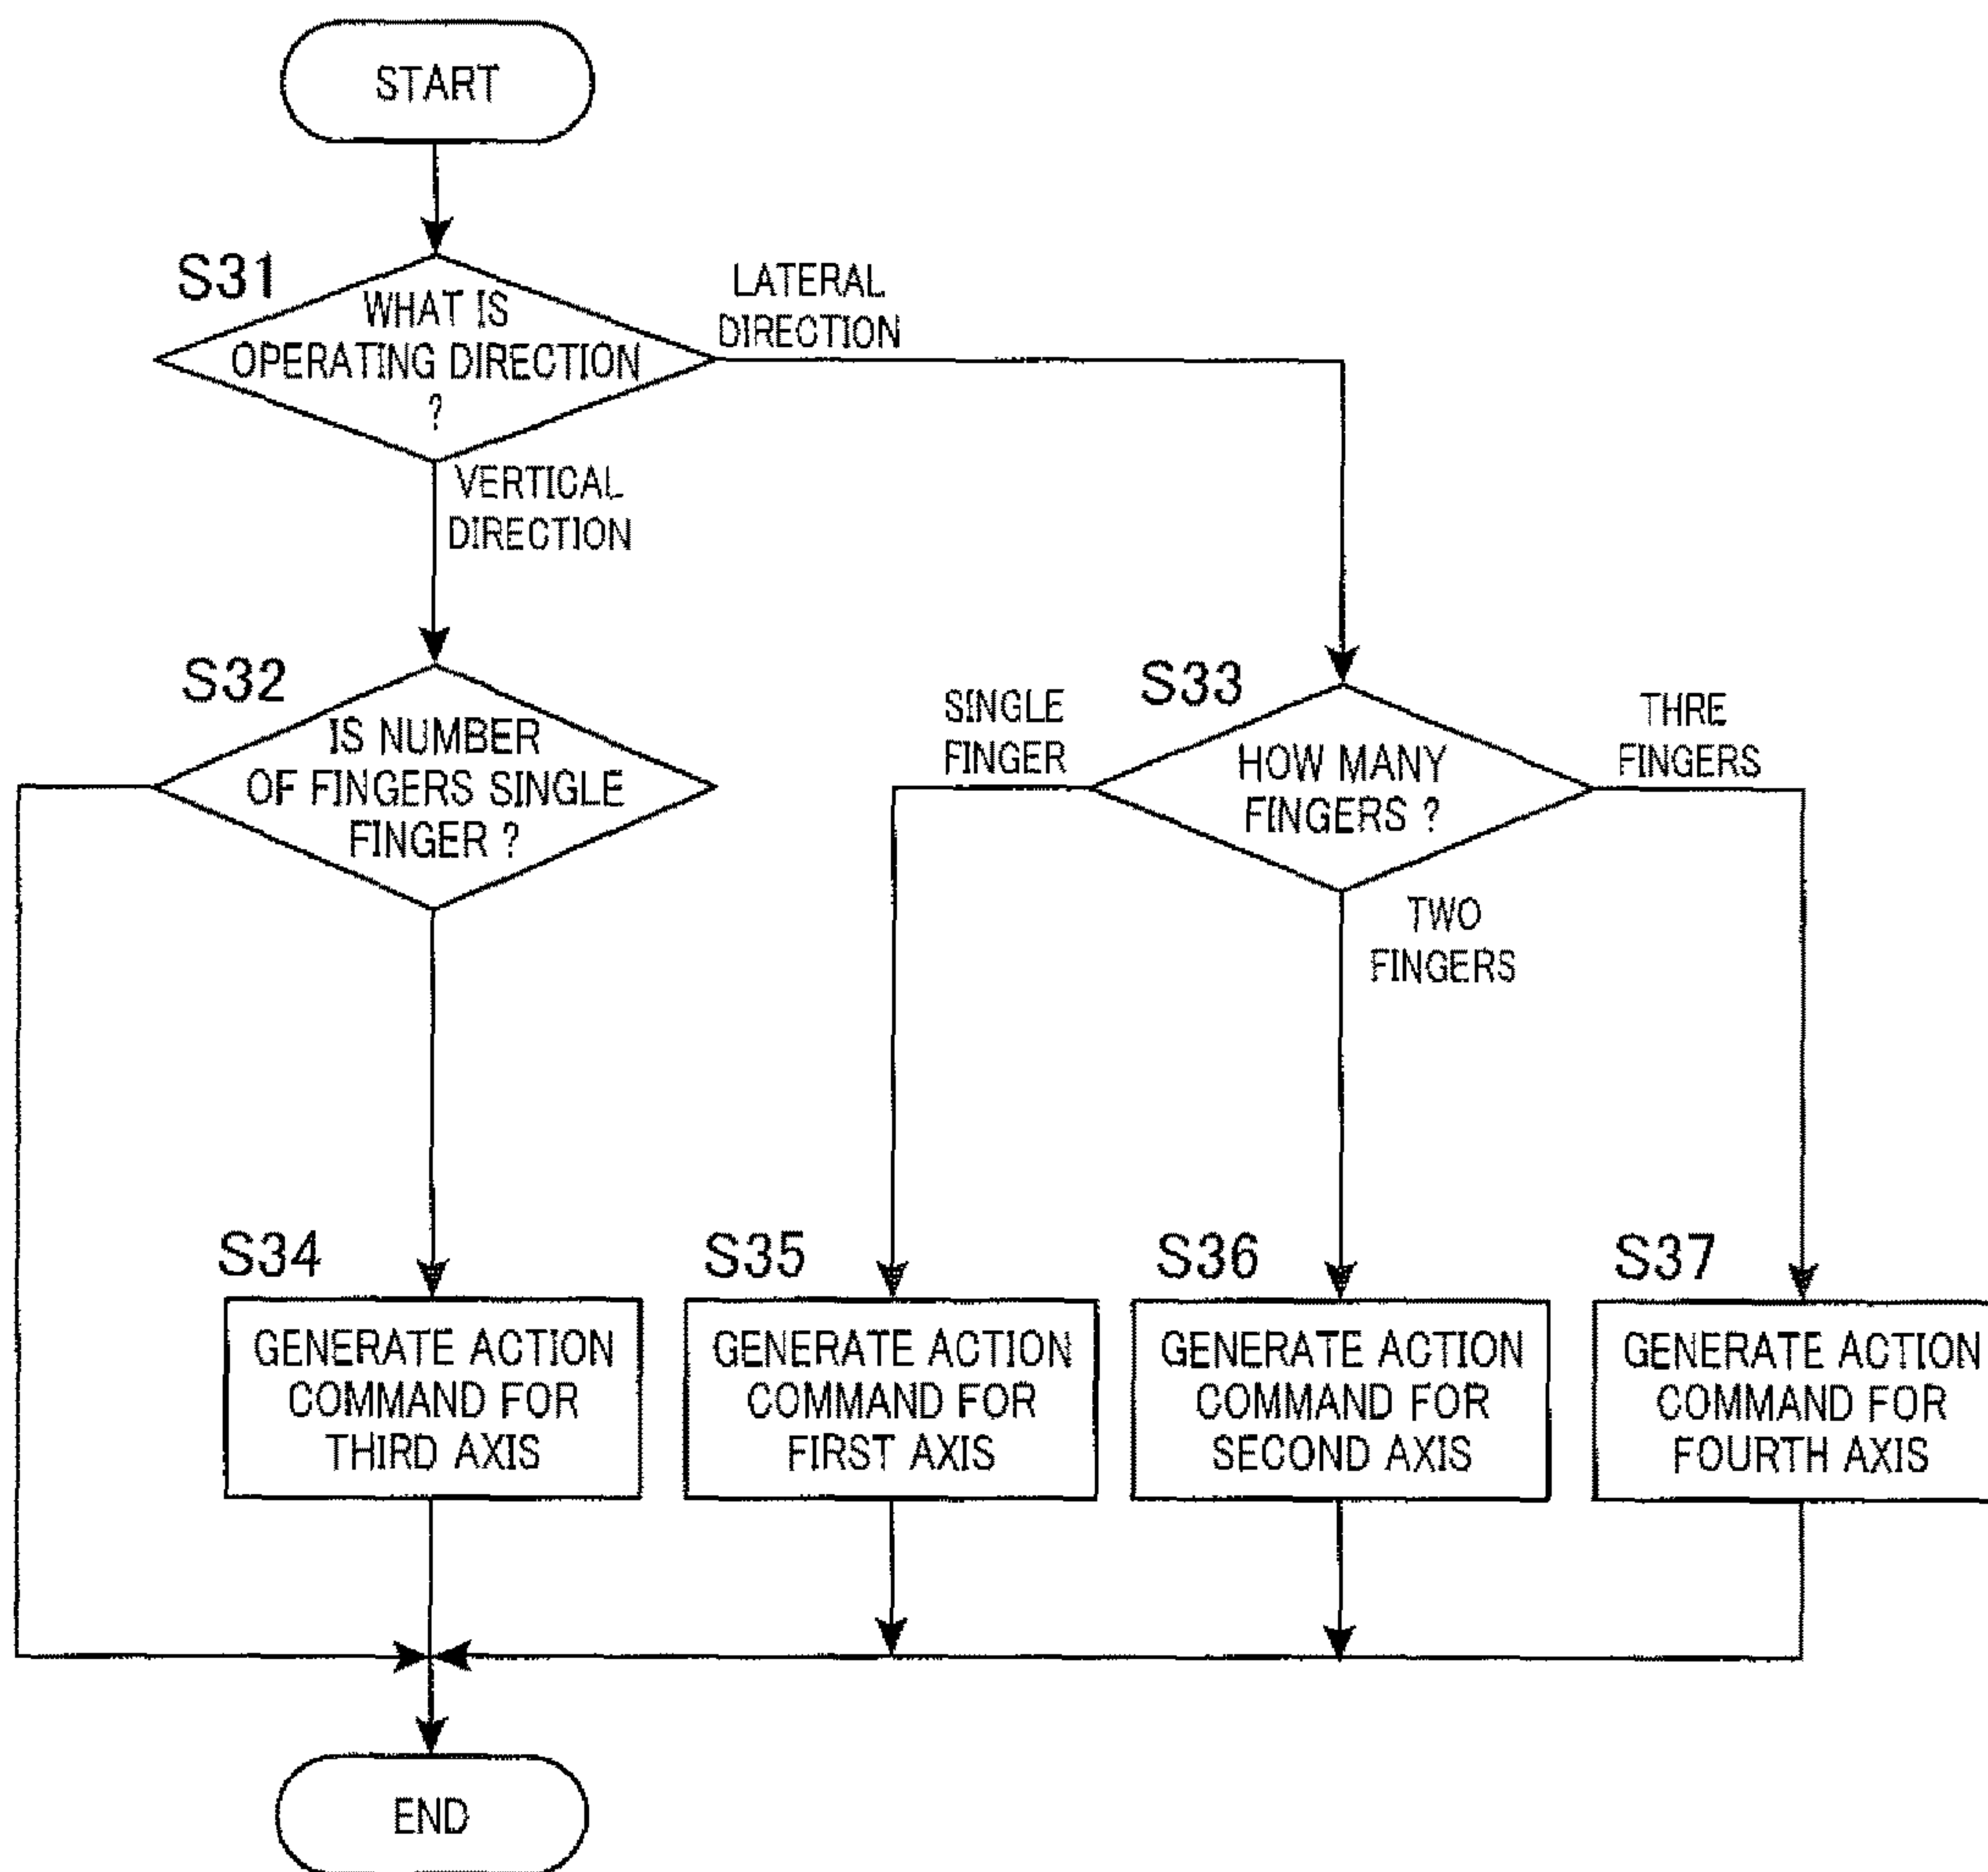 START
S31
WHAT IS
OPERATING DIRECTION
?
LATERAL
DIRECTION
VERTICAL
DIRECTION
S32
IS NUMBER
OF FINGERS SINGLE
FINGER ?
S33
HOW MANY
FINGERS ?
SINGLE
FINGER
THRE
FINGERS
TWO
FINGERS
S34
GENERATE ACTION
COMMAND FOR
THIRD AXIS
S35
GENERATE ACTION
COMMAND FOR
FIRST AXIS
S36
GENERATE ACTION
COMMAND FOR
SECOND AXIS
S37
GENERATE ACTION
COMMAND FOR
FOURTH AXIS
END